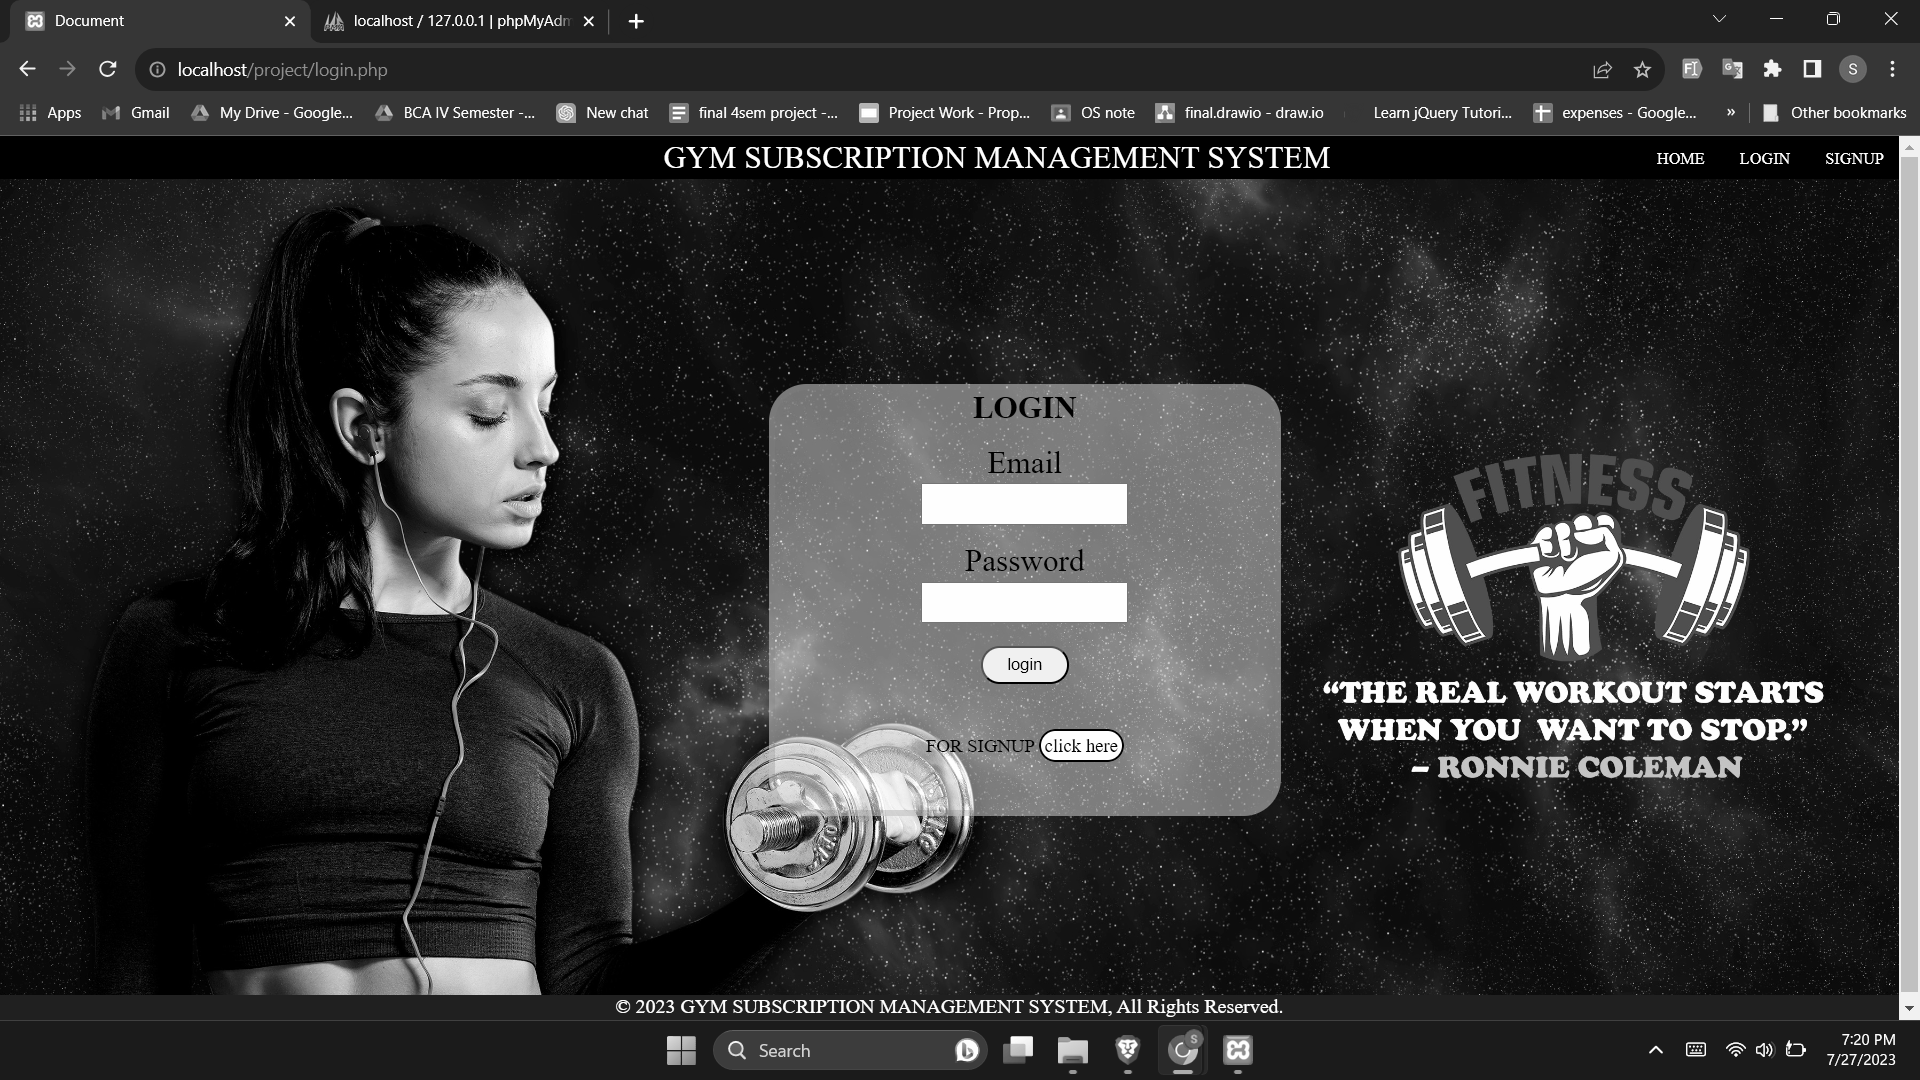 Document
localhost / 127.0.0.1 | phpMyAdm
localhost/project/login.php
S
Apps
Gmail
My Drive - Google...
BCA IV Semester -...
New chat
final 4sem project -...
Project Work - Prop...
OS note
final.drawio - draw.io
Learn jQuery Tutori...
expenses - Google...
»
Other bookmarks
GYM SUBSCRIPTION MANAGEMENT SYSTEM
HOME
LOGIN
SIGNUP
LOGIN
Email
Password
login
FOR SIGNUP click here
FITNESS
“THE REAL WORKOUT STARTS
WHEN YOU WANT TO STOP.”
– RONNIE COLEMAN
© 2023 GYM SUBSCRIPTION MANAGEMENT SYSTEM, All Rights Reserved.
Search
S
7:20 PM
7/27/2023